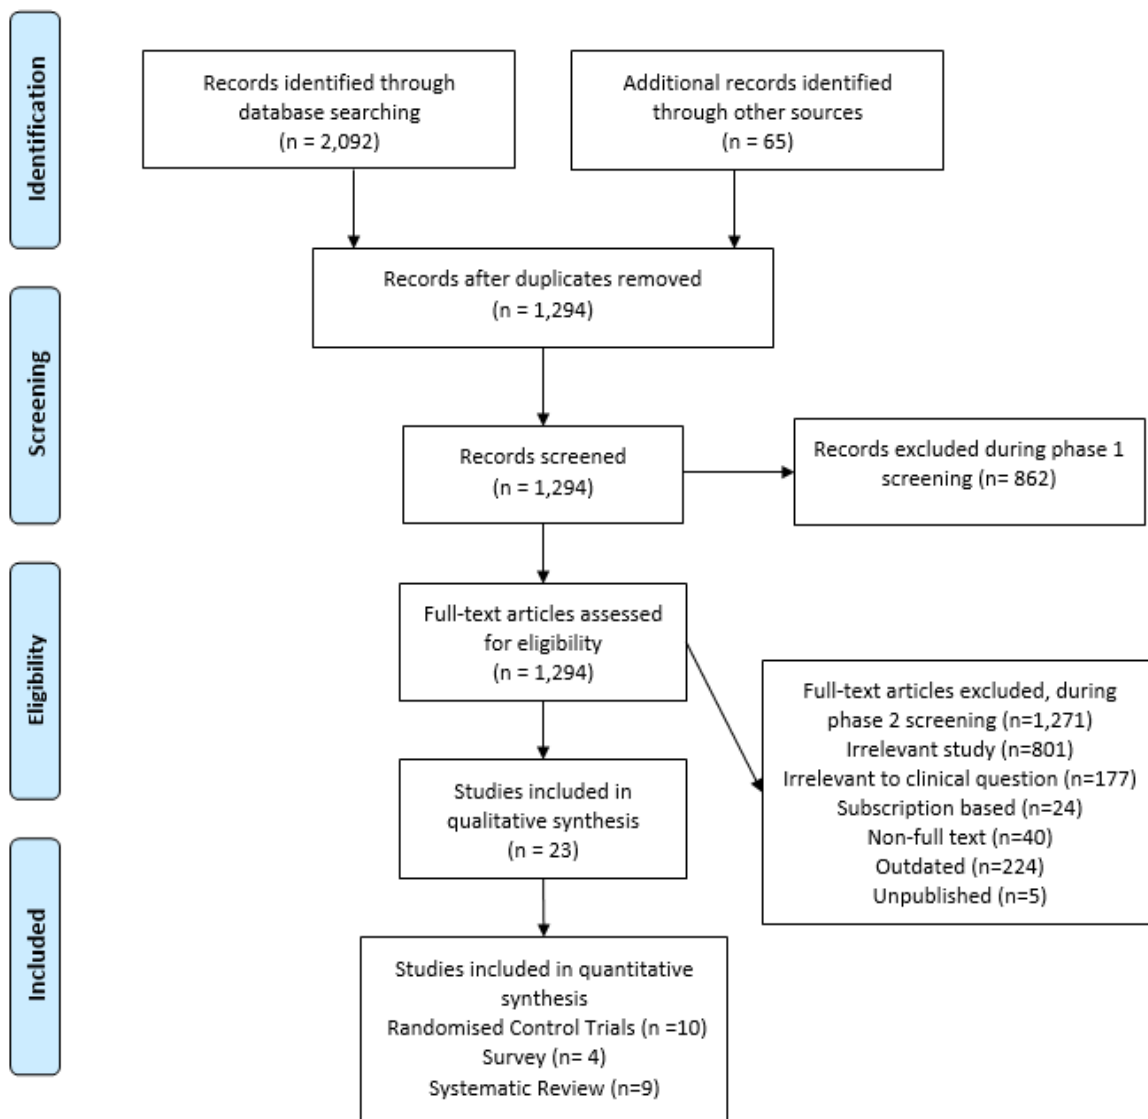 Identification
Records identified through
database searching
(n = 2,092)
Additional records identified
through other sources
(n = 65)
Records after duplicates removed
(n = 1,294)
Screening
Records screened
(n = 1,294)
Records excluded during phase 1
screening (n= 862)
Eligibility
Full-text articles assessed
for eligibility
(n = 1,294)
Full-text articles excluded, during
phase 2 screening (n=1,271)
Irrelevant study (n=801)
Irrelevant to clinical question (n=177)
Subscription based (n=24)
Non-full text (n=40)
Outdated (n=224)
Unpublished (n=5)
Studies included in
qualitative synthesis
(n = 23)
Included
Studies included in quantitative
synthesis
Randomised Control Trials (n =10)
Survey (n= 4)
Systematic Review (n=9)